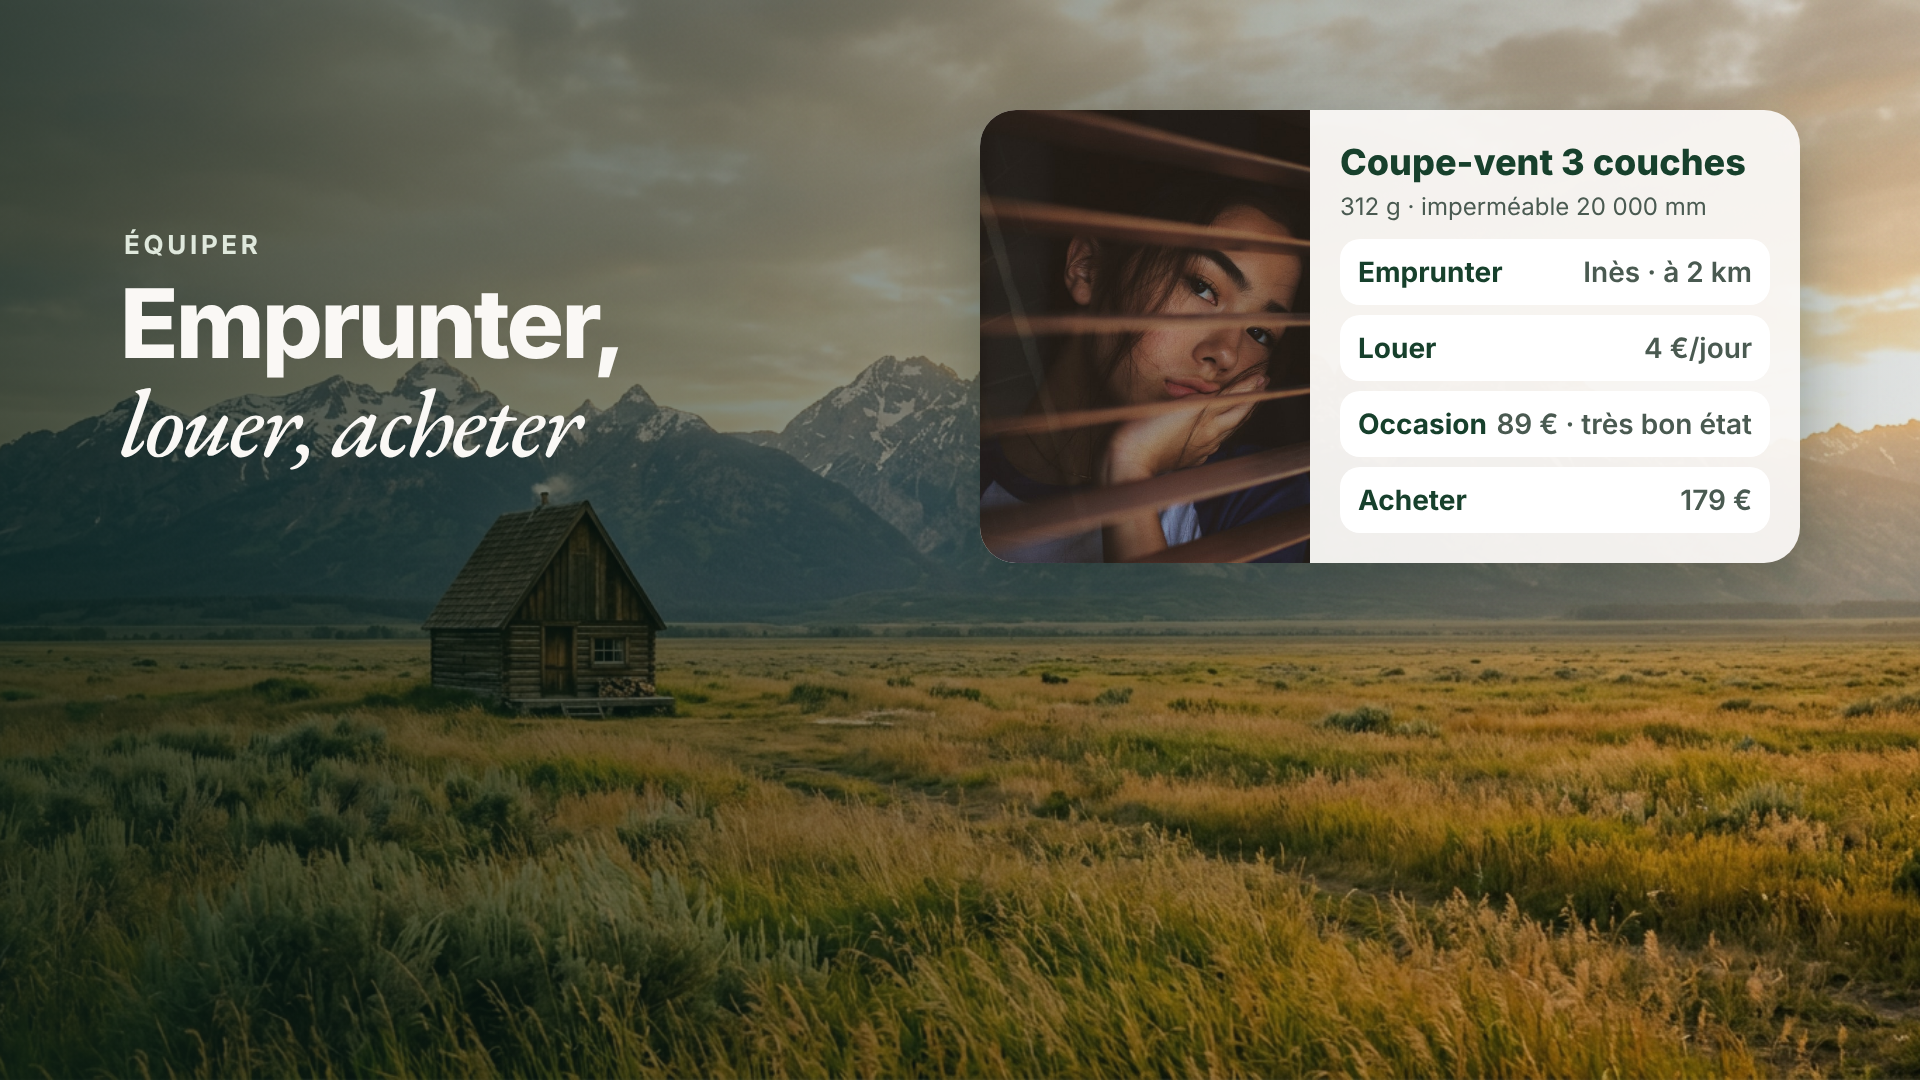 ÉQUIPER
Emprunter,
louer, acheter
Coupe-vent 3 couches
312 g · imperméable 20 000 mm
Emprunter Inès · à 2 km
Louer 4 €/jour
Occasion 89 € · très bon état
Acheter 179 €